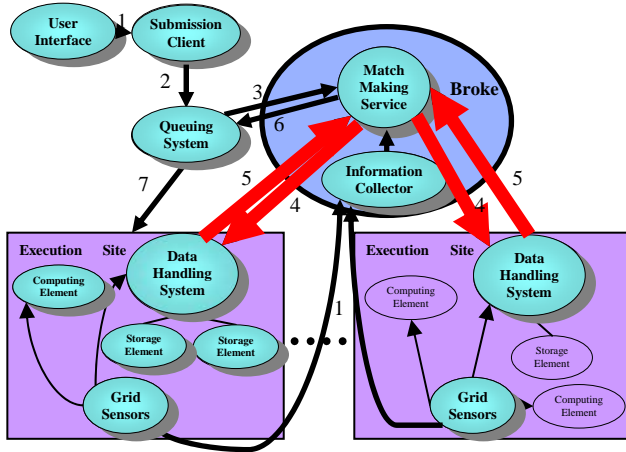 User
Interface
1
Submission
Client
2
3
6
Match
Making
Service
Broke
Queuing
System
Information
Collector
7
5
4
5
4
Execution Site
Data
Handling
System
Computing
Element
Storage
Element
Storage
Element
Grid
Sensors
1
Execution Site
Data
Handling
System
Computing
Element
Storage
Element
Computing
Element
Grid
Sensors